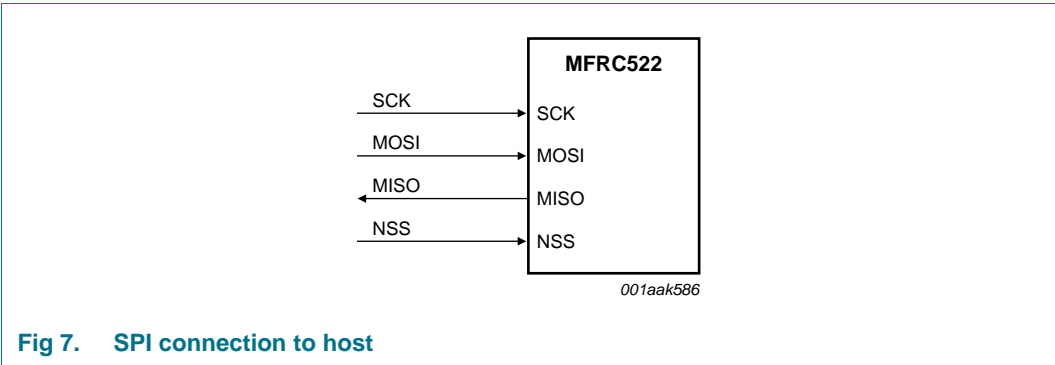 MFRC522
SCK SCK
MOSI MOSI
MISO MISO
NSS NSS
001aak586
Fig 7. SPI connection to host